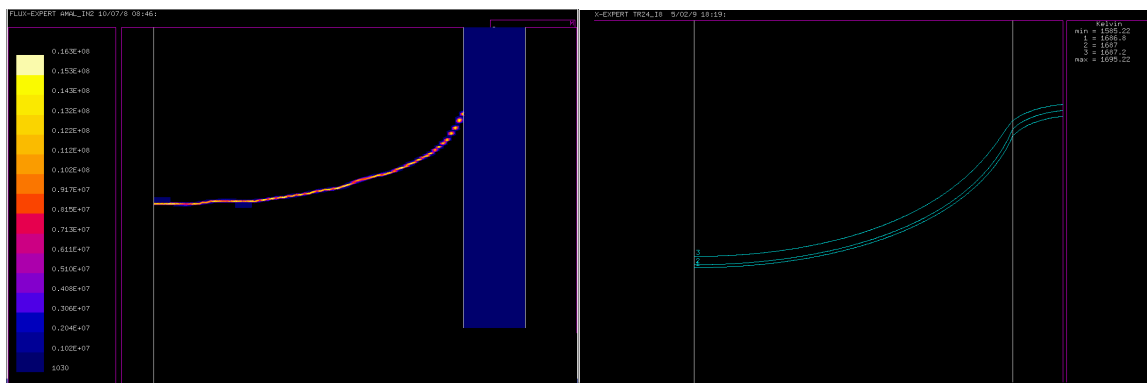 FLUX-EXPERT AMAL_IN2 10/07/8 08:46:
0.163E+08
0.153E+08
0.143E+08
0.132E+08
0.122E+08
0.112E+08
0.102E+08
0.917E+07
0.815E+07
0.713E+07
0.611E+07
0.510E+07
0.408E+07
0.306E+07
0.204E+07
0.102E+07
1030
X-EXPERT TRZ4_I0 5/02/9 18:19:
Kelvin
min = 1585.22
1 = 1686.8
2 = 1687
3 = 1687.2
max = 1695.22
3
2